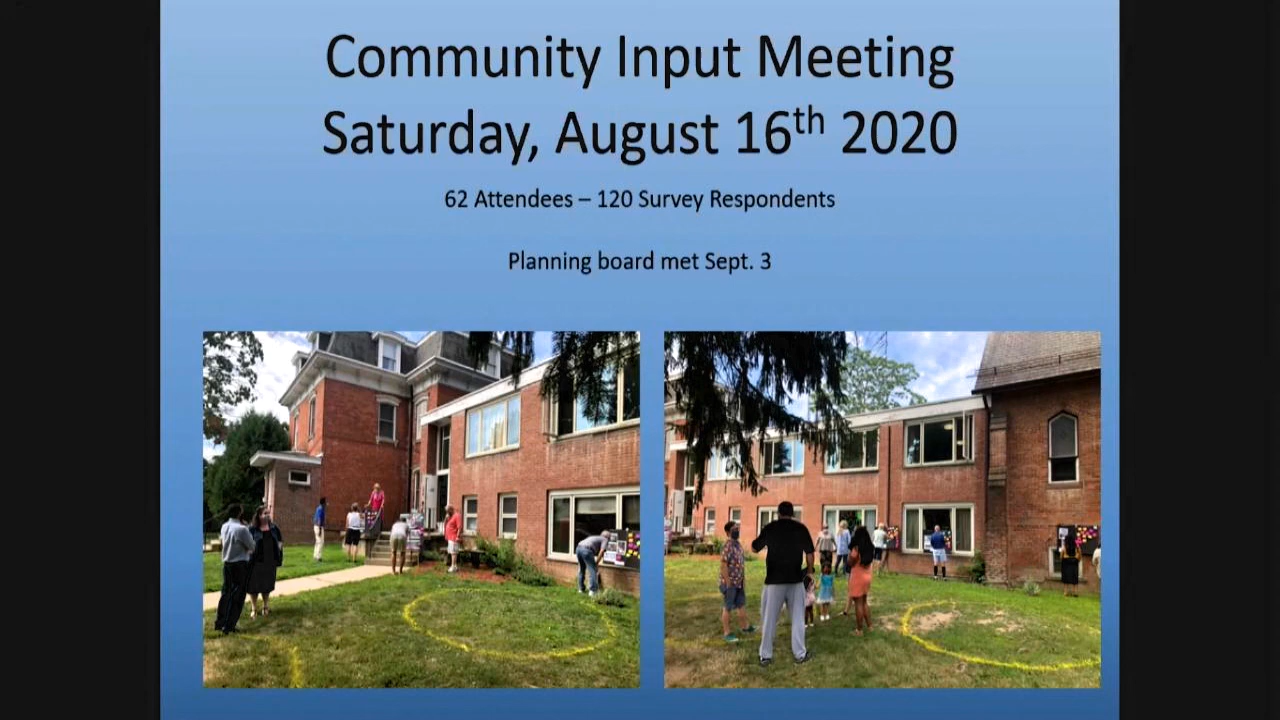 Community Input Meeting
Saturday, August 16th 2020
62 Attendees – 120 Survey Respondents
Planning board met Sept. 3